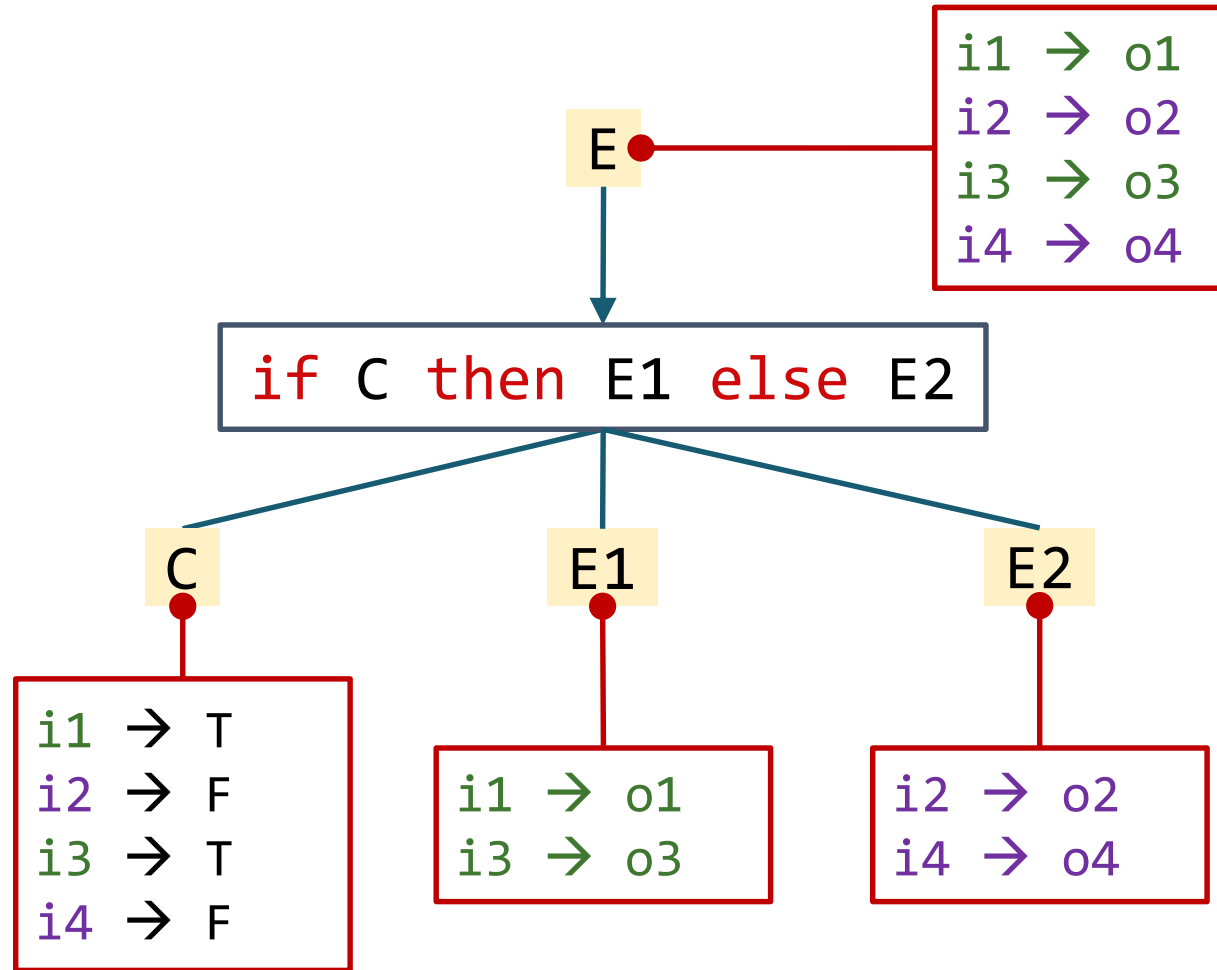 i1 → o1
i2 → o2
i3 → o3
i4 → o4
E
if C then E1 else E2
C
E1
E2
i1 → T
i2 → F
i3 → T
i4 → F
i1 → o1
i3 → o3
i2 → o2
i4 → o4